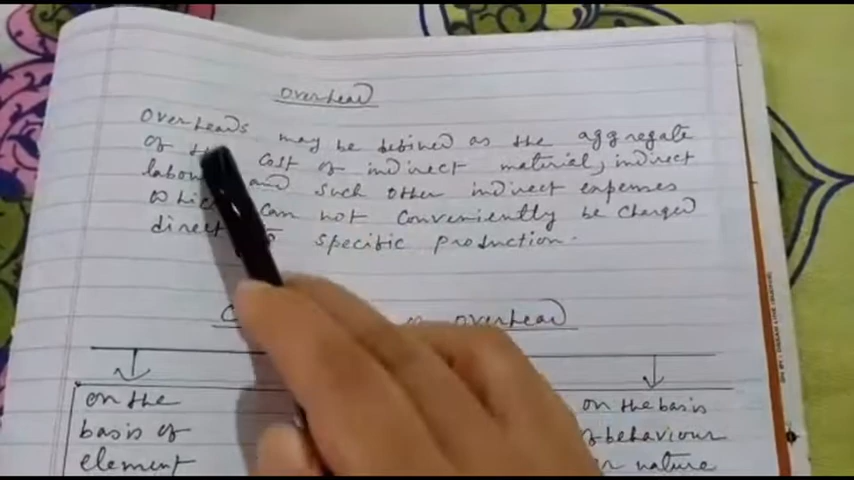 Overhead
Overheads may be defined as the aggregate
of the cost of indirect material, indirect
labour and such other indirect expenses
which can not conveniently be charged
direct to specific production.
overhead
on the on the basis
basis of of behaviour
element or nature